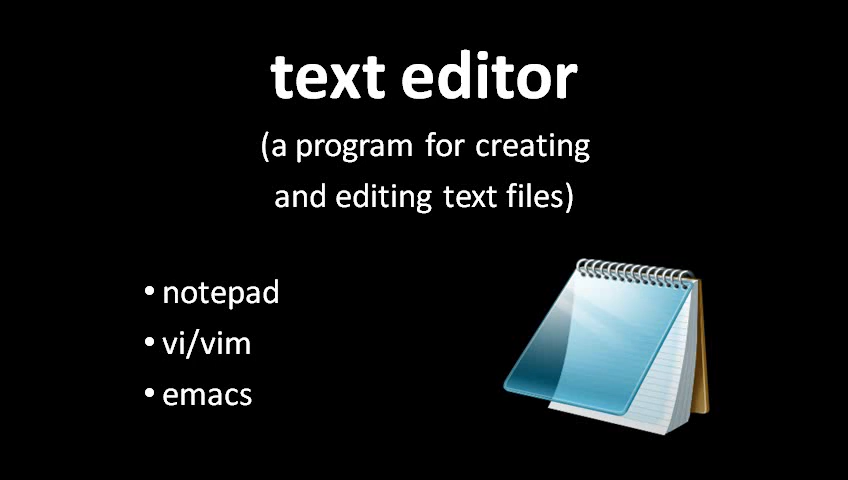 text editor
(a program for creating
and editing text files)
• notepad
• vi/vim
• emacs